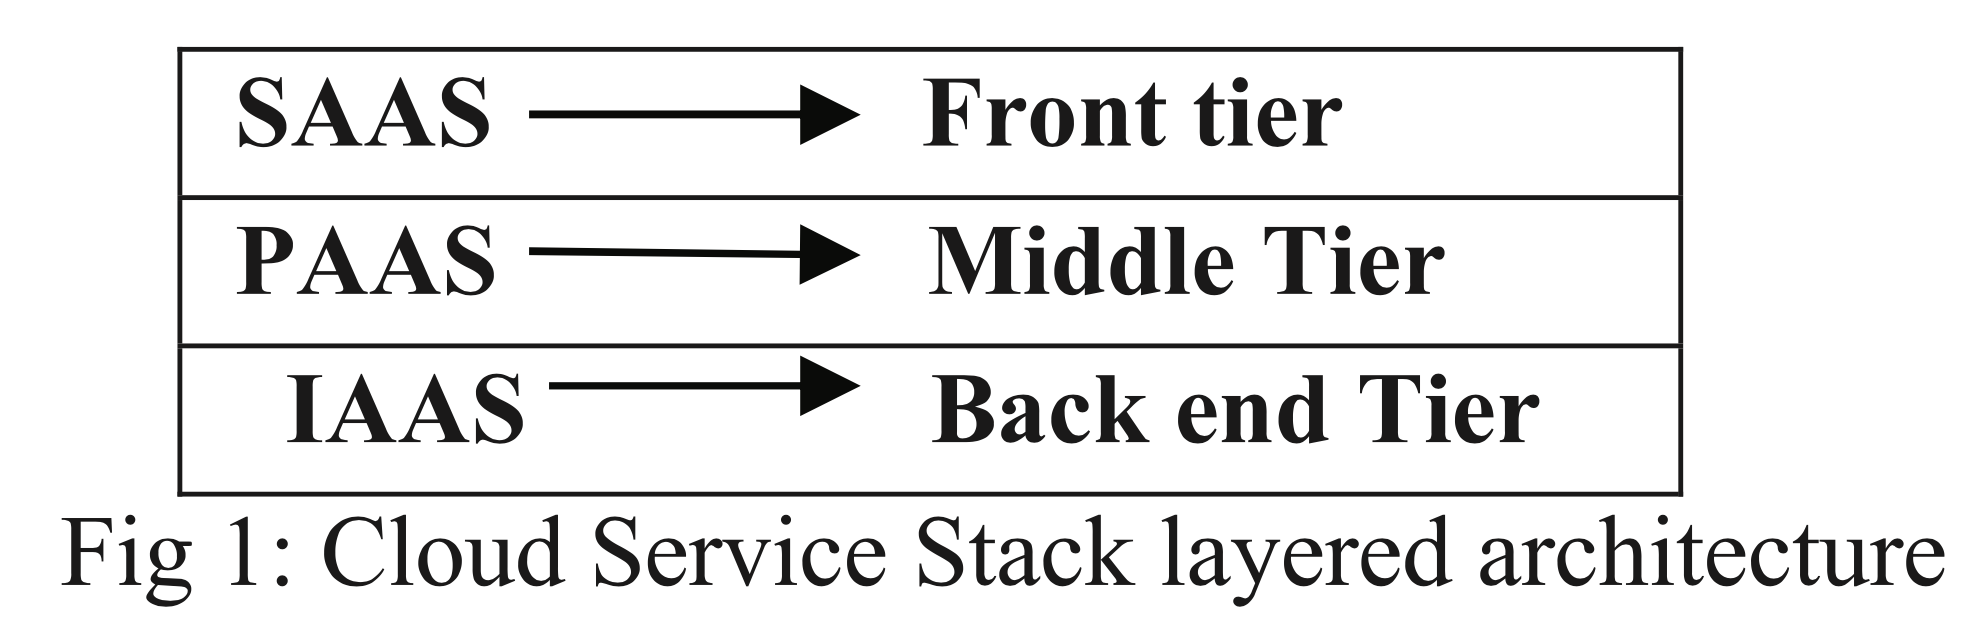 SAAS Front tier
PAAS Middle Tier
IAAS Back end Tier
Fig 1: Cloud Service Stack layered architecture